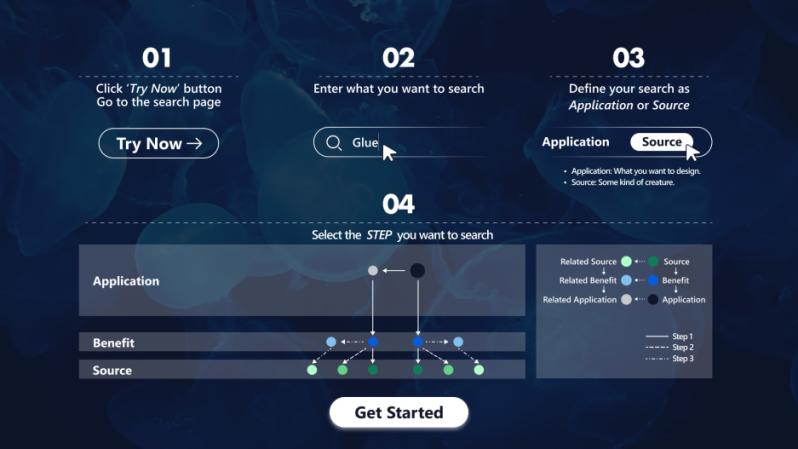 01
Click ‘Try Now’ button
Go to the search page
Try Now →
02
Enter what you want to search
Glue
03
Define your search as
Application or Source
Application Source
• Application: What you want to design.
• Source: Some kind of creature.
04
Select the STEP you want to search
Application
Benefit
Source
Related Source Source
Related Benefit Benefit
Related Application Application
Step 1
Step 2
Step 3
Get Started